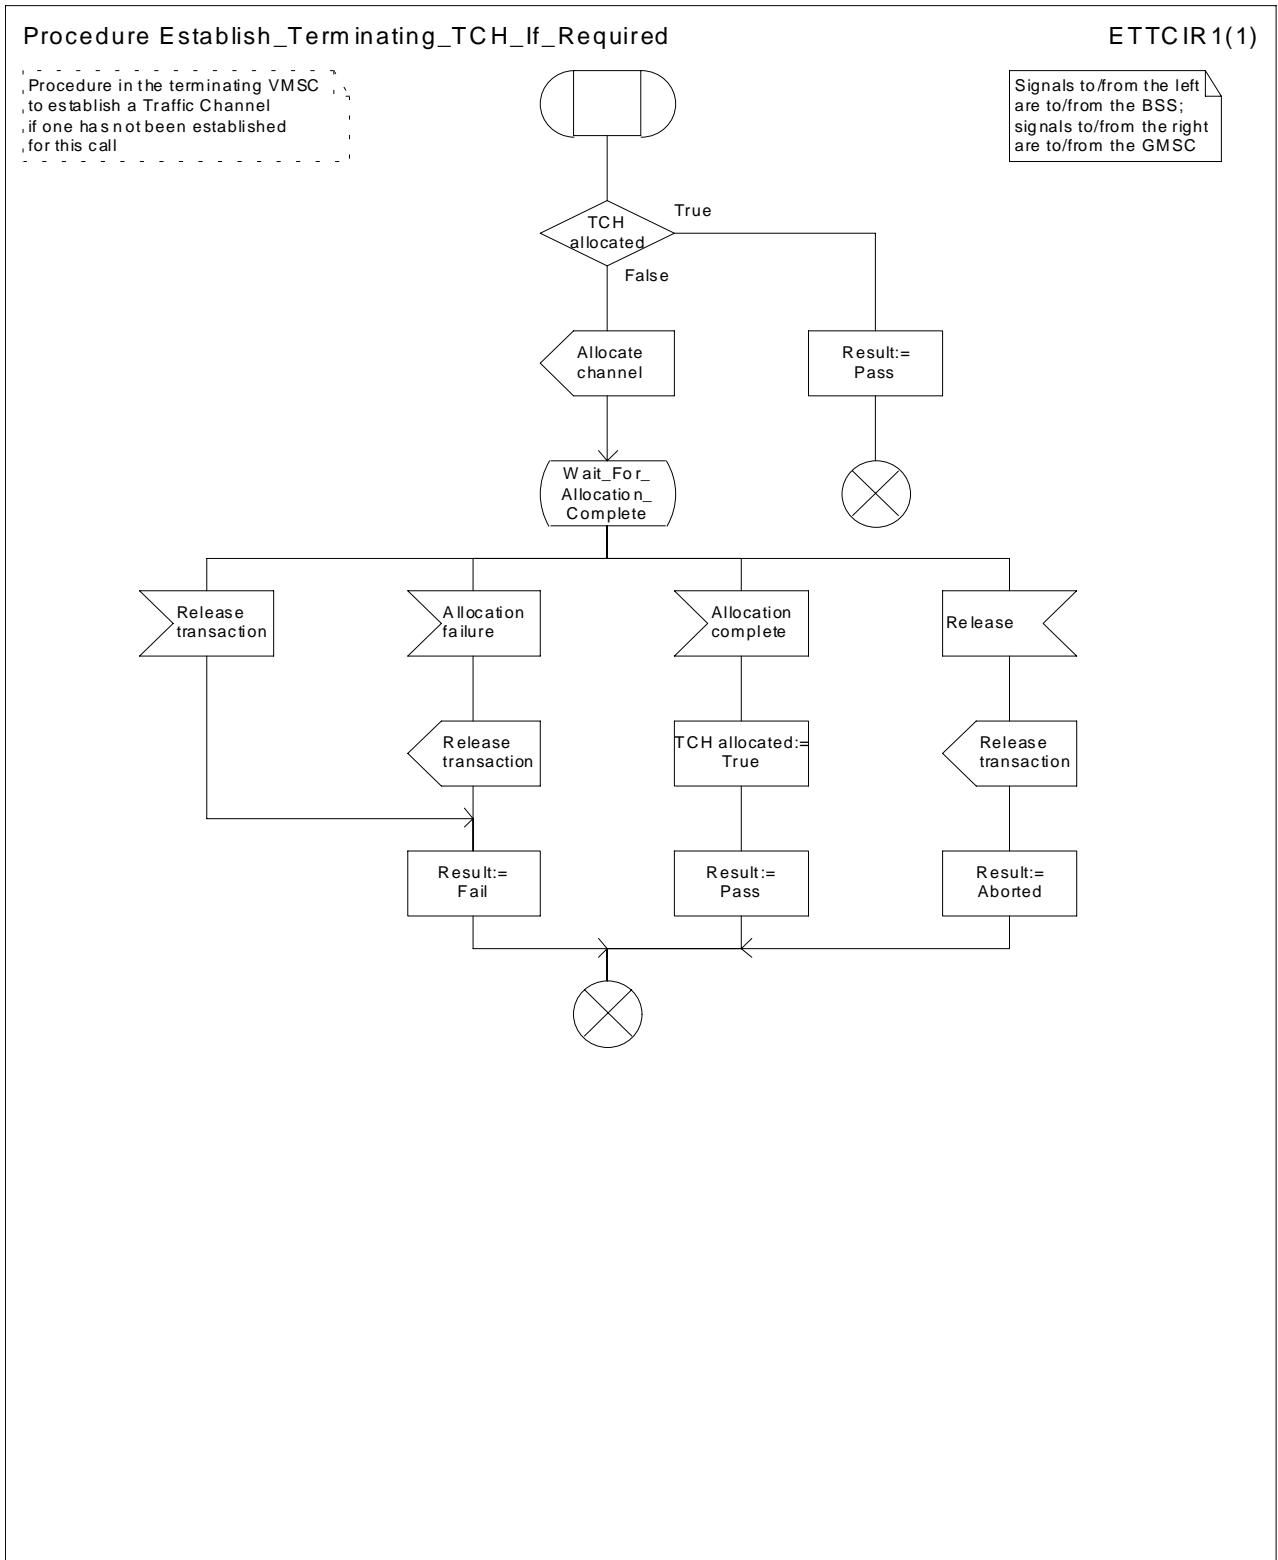 Procedure Establish_Terminating_TCH_If_Required
ETTCIR1(1)
Procedure in the terminating VMSC
to establish a Traffic Channel
if one has not been established
for this call
Signals to/from the left
are to/from the BSS;
signals to/from the right
are to/from the GMSC
TCH
allocated
True
False
Allocate
channel
Result:=
Pass
Wait_For_
Allocation_
Complete
Release
transaction
Allocation
failure
Allocation
complete
Release
Release
transaction
TCH allocated:=
True
Release
transaction
Result:=
Fail
Result:=
Pass
Result:=
Aborted